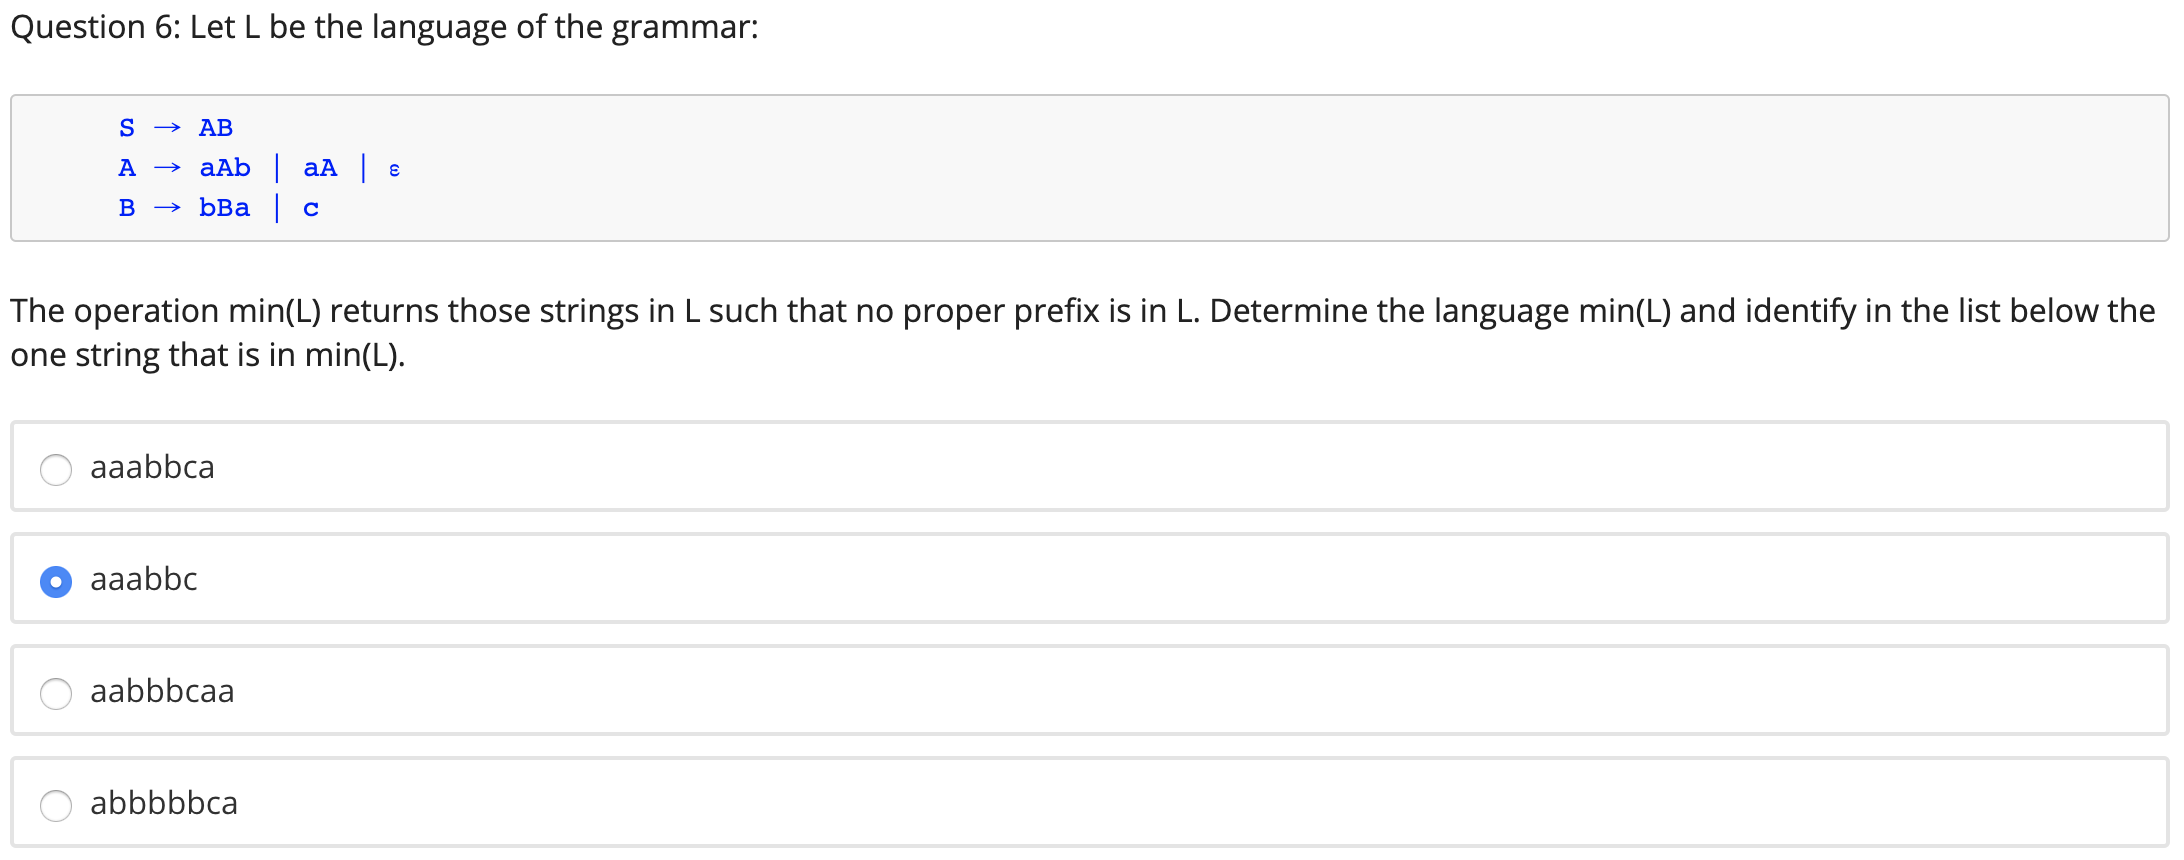 Question 6: Let L be the language of the grammar:
S → AB
A → aAb | aA | ε
B → bBa | c
The operation min(L) returns those strings in L such that no proper prefix is in L. Determine the language min(L) and identify in the list below the
one string that is in min(L).
aaabbca
aaabbc
aabbbcaa
abbbbbca